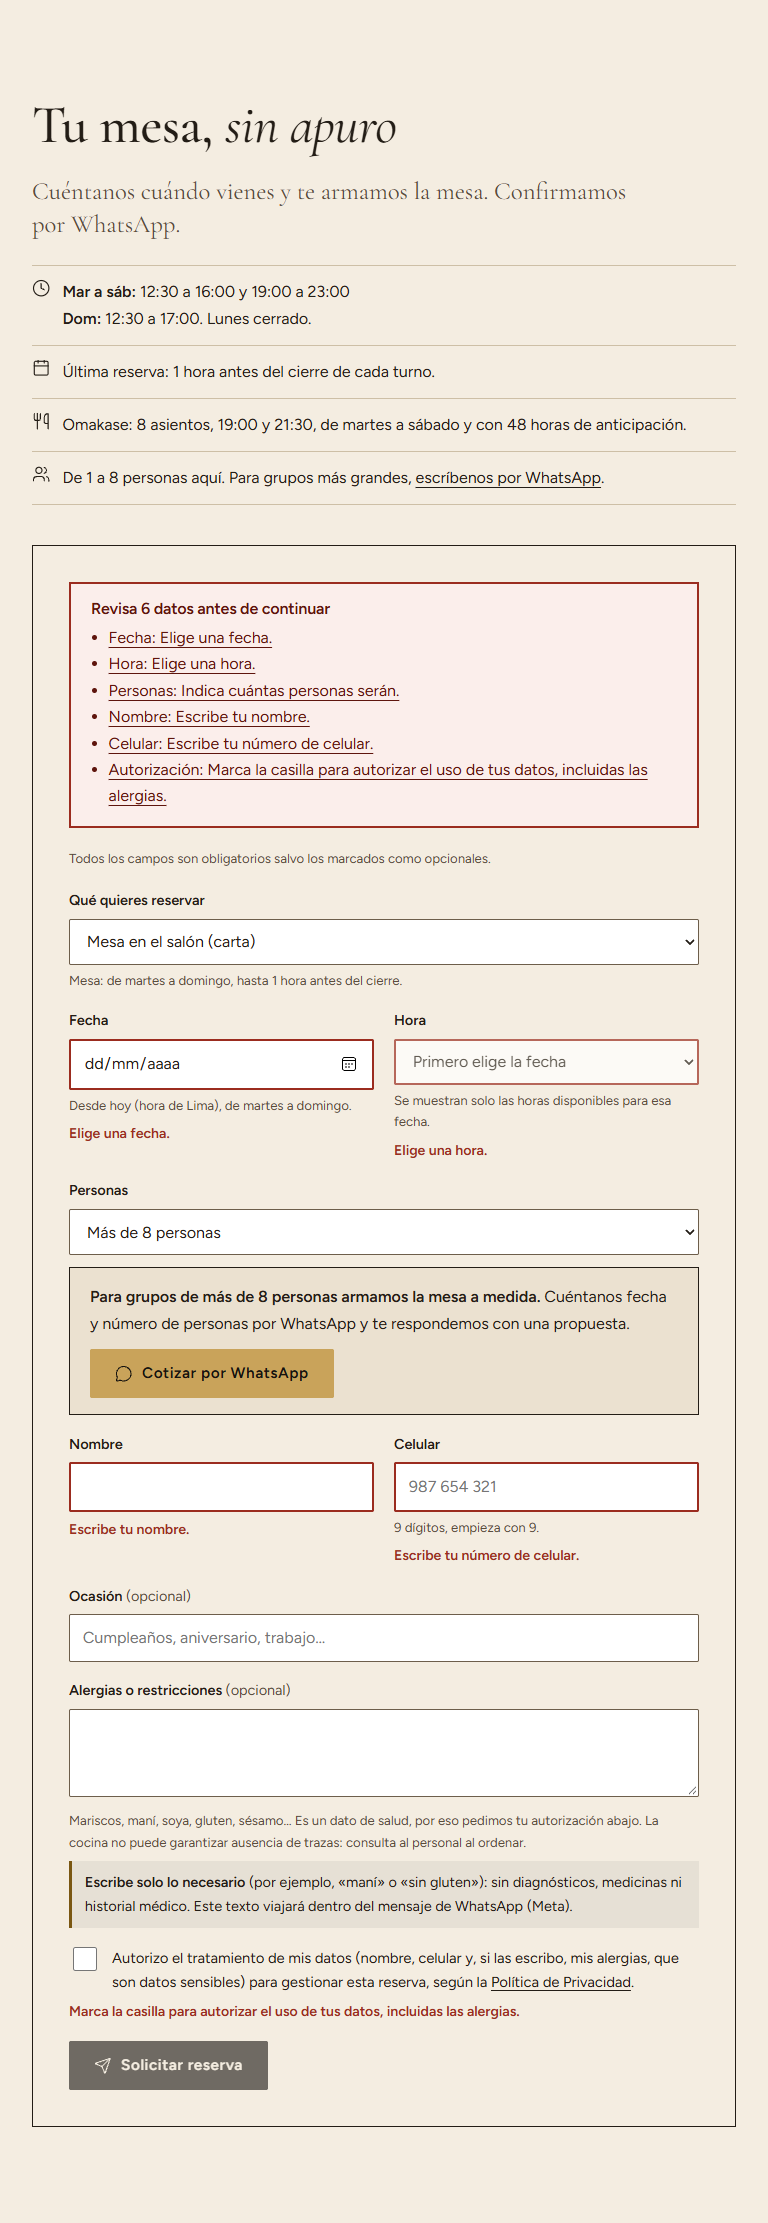 Tu mesa, sin apuro
Cuéntanos cuándo vienes y te armamos la mesa. Confirmamos
por WhatsApp.
Mar a sáb: 12:30 a 16:00 y 19:00 a 23:00
Dom: 12:30 a 17:00. Lunes cerrado.
Última reserva: 1 hora antes del cierre de cada turno.
Omakase: 8 asientos, 19:00 y 21:30, de martes a sábado y con 48 horas de anticipación.
De 1 a 8 personas aquí. Para grupos más grandes, escríbenos por WhatsApp.
Revisa 6 datos antes de continuar
• Fecha: Elige una fecha.
• Hora: Elige una hora.
• Personas: Indica cuántas personas serán.
• Nombre: Escribe tu nombre.
• Celular: Escribe tu número de celular.
• Autorización: Marca la casilla para autorizar el uso de tus datos, incluidas las
alergias.
Todos los campos son obligatorios salvo los marcados como opcionales.
Qué quieres reservar
Mesa en el salón (carta)
Mesa: de martes a domingo, hasta 1 hora antes del cierre.
Fecha
dd/mm/aaaa
Desde hoy (hora de Lima), de martes a domingo.
Elige una fecha.
Hora
Primero elige la fecha
Se muestran solo las horas disponibles para esa
fecha.
Elige una hora.
Personas
Más de 8 personas
Para grupos de más de 8 personas armamos la mesa a medida. Cuéntanos fecha
y número de personas por WhatsApp y te respondemos con una propuesta.
Cotizar por WhatsApp
Nombre
Escribe tu nombre.
Celular
987 654 321
9 dígitos, empieza con 9.
Escribe tu número de celular.
Ocasión (opcional)
Cumpleaños, aniversario, trabajo...
Alergias o restricciones (opcional)
Mariscos, maní, soya, gluten, sésamo... Es un dato de salud, por eso pedimos tu autorización abajo. La
cocina no puede garantizar ausencia de trazas: consulta al personal al ordenar.
Escribe solo lo necesario (por ejemplo, «maní» o «sin gluten»): sin diagnósticos, medicinas ni
historial médico. Este texto viajará dentro del mensaje de WhatsApp (Meta).
Autorizo el tratamiento de mis datos (nombre, celular y, si las escribo, mis alergias, que
son datos sensibles) para gestionar esta reserva, según la Política de Privacidad.
Marca la casilla para autorizar el uso de tus datos, incluidas las alergias.
Solicitar reserva